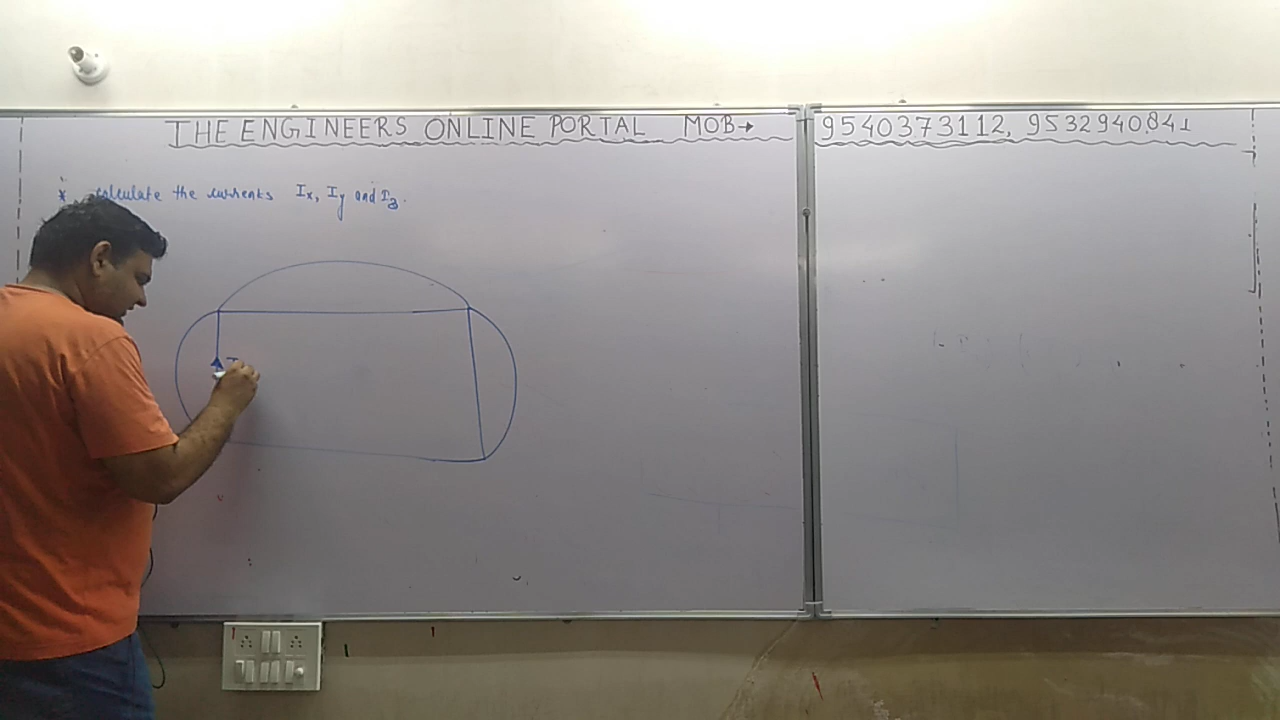 THE ENGINEERS ONLINE PORTAL MOB→ 9540373112, 9532940841
* calculate the currents Ix, Iy and Iz.
I